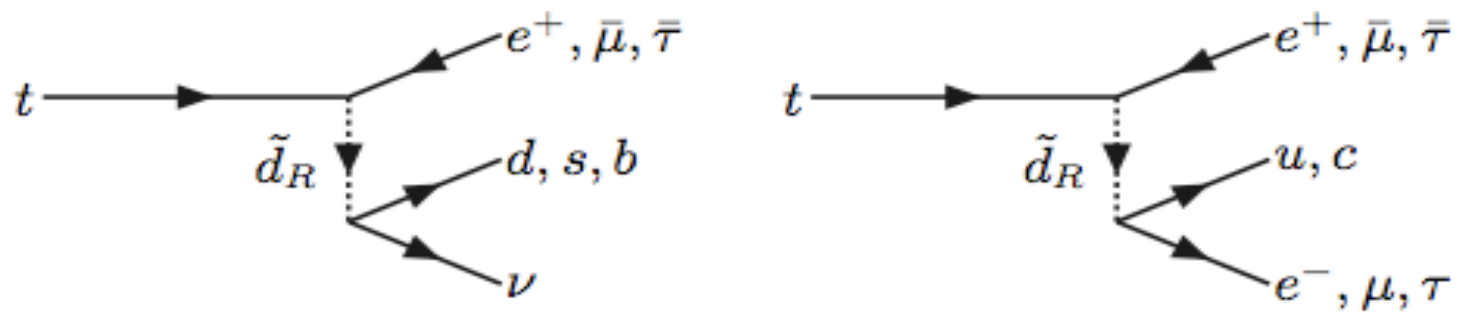 t
e⁺, μ̄, τ̄
d̃_R
d, s, b
ν
t
e⁺, μ̄, τ̄
d̃_R
u, c
e⁻, μ, τ